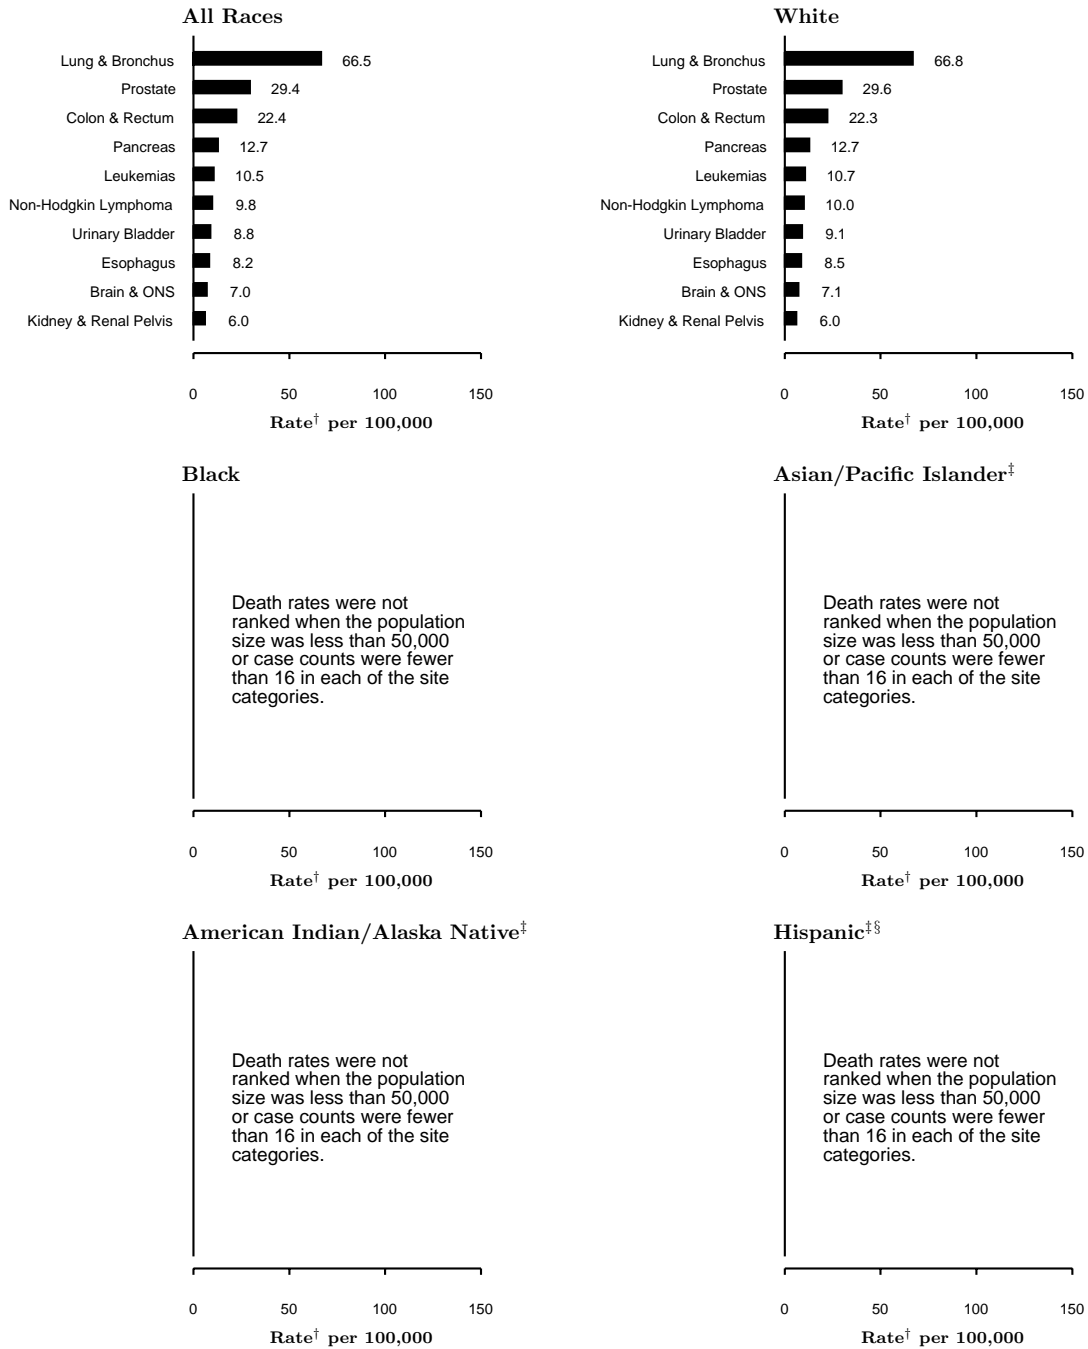 All Races
Lung & Bronchus 66.5
Prostate 29.4
Colon & Rectum 22.4
Pancreas 12.7
Leukemias 10.5
Non-Hodgkin Lymphoma 9.8
Urinary Bladder 8.8
Esophagus 8.2
Brain & ONS 7.0
Kidney & Renal Pelvis 6.0
0 50 100 150
Rate† per 100,000
White
Lung & Bronchus 66.8
Prostate 29.6
Colon & Rectum 22.3
Pancreas 12.7
Leukemias 10.7
Non-Hodgkin Lymphoma 10.0
Urinary Bladder 9.1
Esophagus 8.5
Brain & ONS 7.1
Kidney & Renal Pelvis 6.0
0 50 100 150
Rate† per 100,000
Black
Death rates were not
ranked when the population
size was less than 50,000
or case counts were fewer
than 16 in each of the site
categories.
0 50 100 150
Rate† per 100,000
Asian/Pacific Islander‡
Death rates were not
ranked when the population
size was less than 50,000
or case counts were fewer
than 16 in each of the site
categories.
0 50 100 150
Rate† per 100,000
American Indian/Alaska Native‡
Death rates were not
ranked when the population
size was less than 50,000
or case counts were fewer
than 16 in each of the site
categories.
0 50 100 150
Rate† per 100,000
Hispanic‡§
Death rates were not
ranked when the population
size was less than 50,000
or case counts were fewer
than 16 in each of the site
categories.
0 50 100 150
Rate† per 100,000